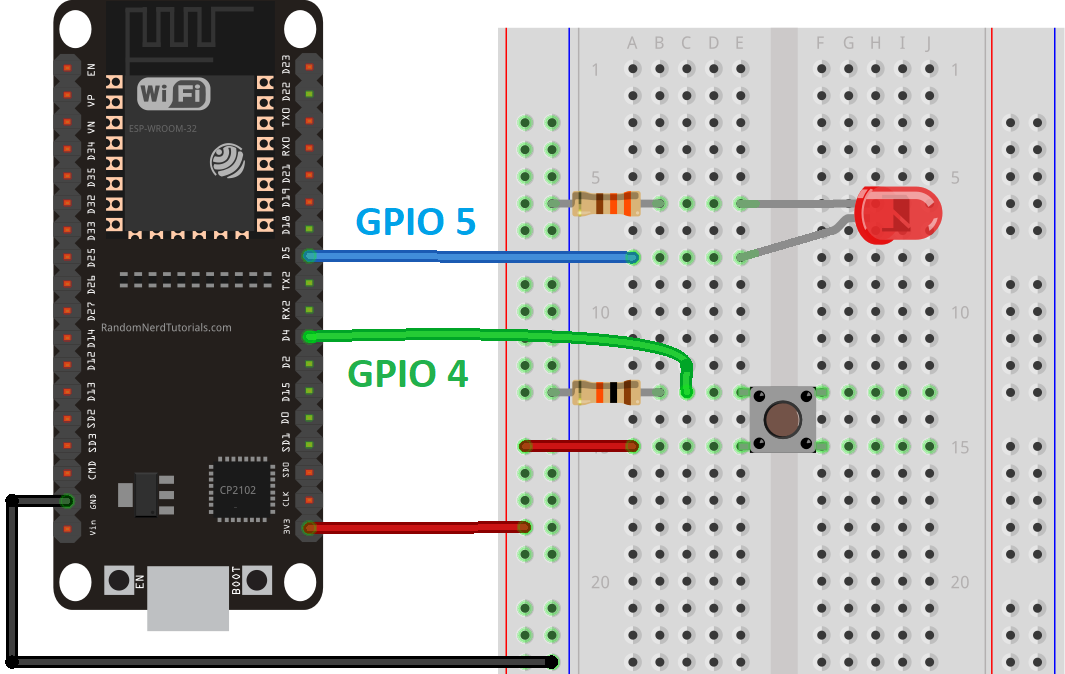 WiFi
ESP-WROOM-32
EN
VP
VN
D34
D35
D32
D33
D25
D26
D27
D14
D12
D13
SD2
SD3
CMD
GND
Vin
D23
D22
TX0
RX0
D21
D19
D18
D5
TX2
RX2
D4
D2
D15
D0
SD1
SD0
CLK
3V3
RandomNerdTutorials.com
CP2102
EN
BOOT
GPIO 5
GPIO 4
A B C D E F G H I J
1 1
5 5
10 10
15
20 20